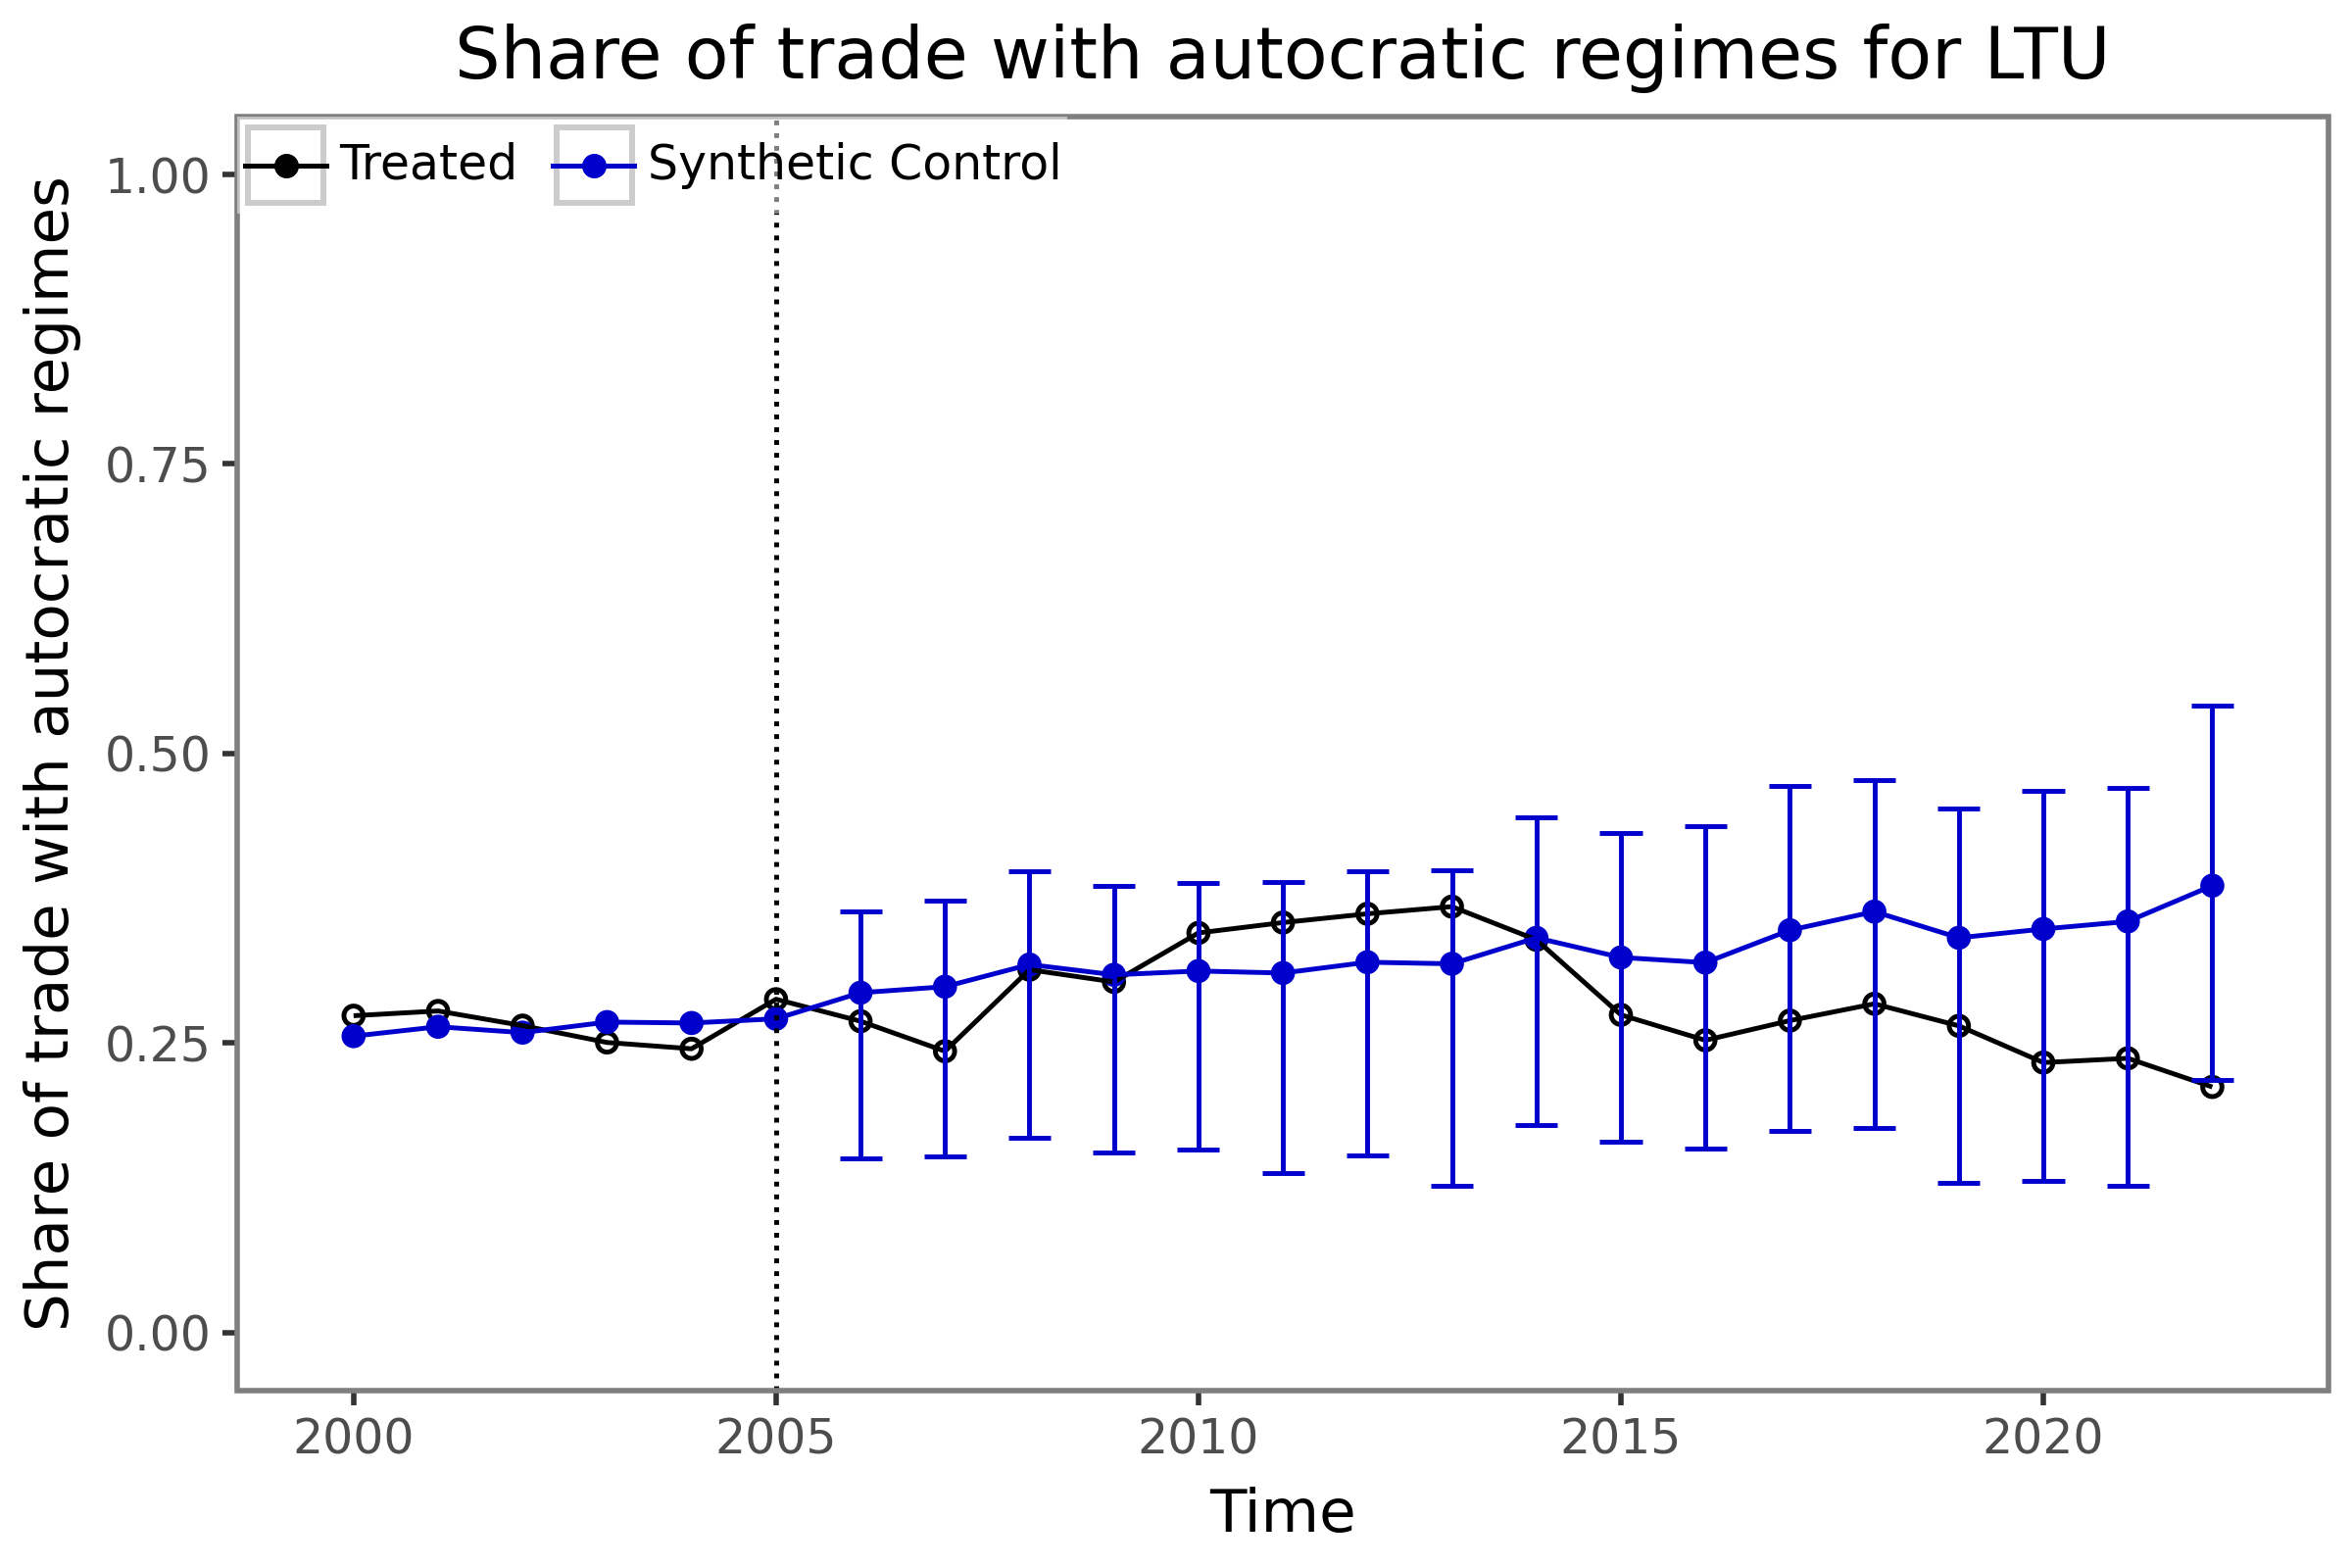 Share of trade with autocratic regimes for LTU
Treated
Synthetic Control
Share of trade with autocratic regimes
1.00
0.75
0.50
0.25
0.00
2000
2005
2010
2015
2020
Time